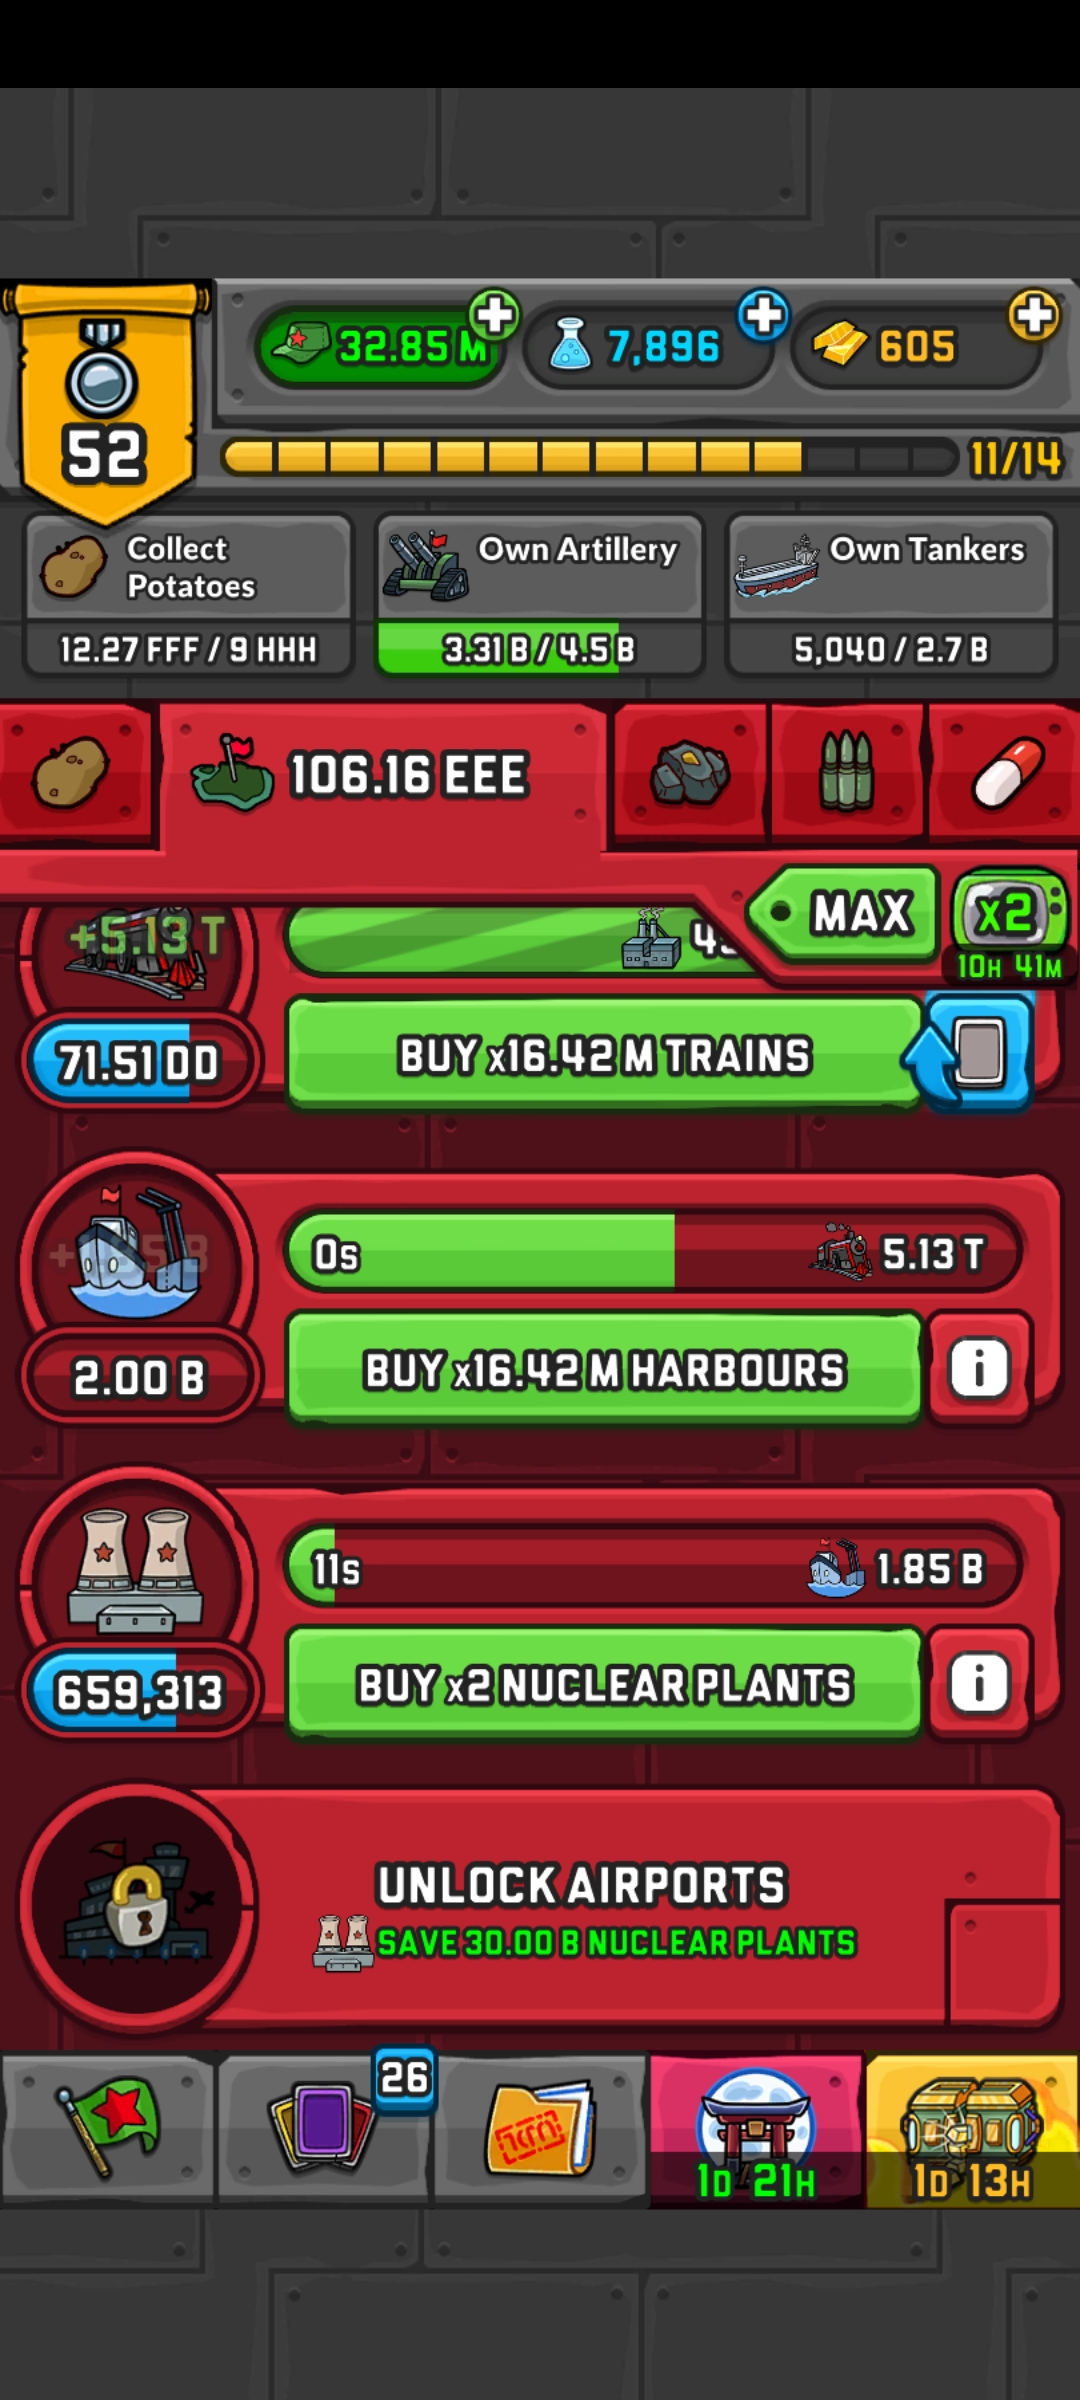 32.85 M
7,896
605
52
11/14
Collect
Potatoes
Own Artillery
Own Tankers
12.27 FFF / 9 HHH
3.31 B / 4.5 B
5,040 / 2.7 B
106.16 EEE
MAX
x2
10H 41M
+5.13 T
71.51 DD
BUY x16.42 M TRAINS
0s
5.13 T
2.00 B
BUY x16.42 M HARBOURS
11s
1.85 B
659,313
BUY x2 NUCLEAR PLANTS
UNLOCK AIRPORTS
SAVE 30.00 B NUCLEAR PLANTS
26
1D 21H
1D 13H